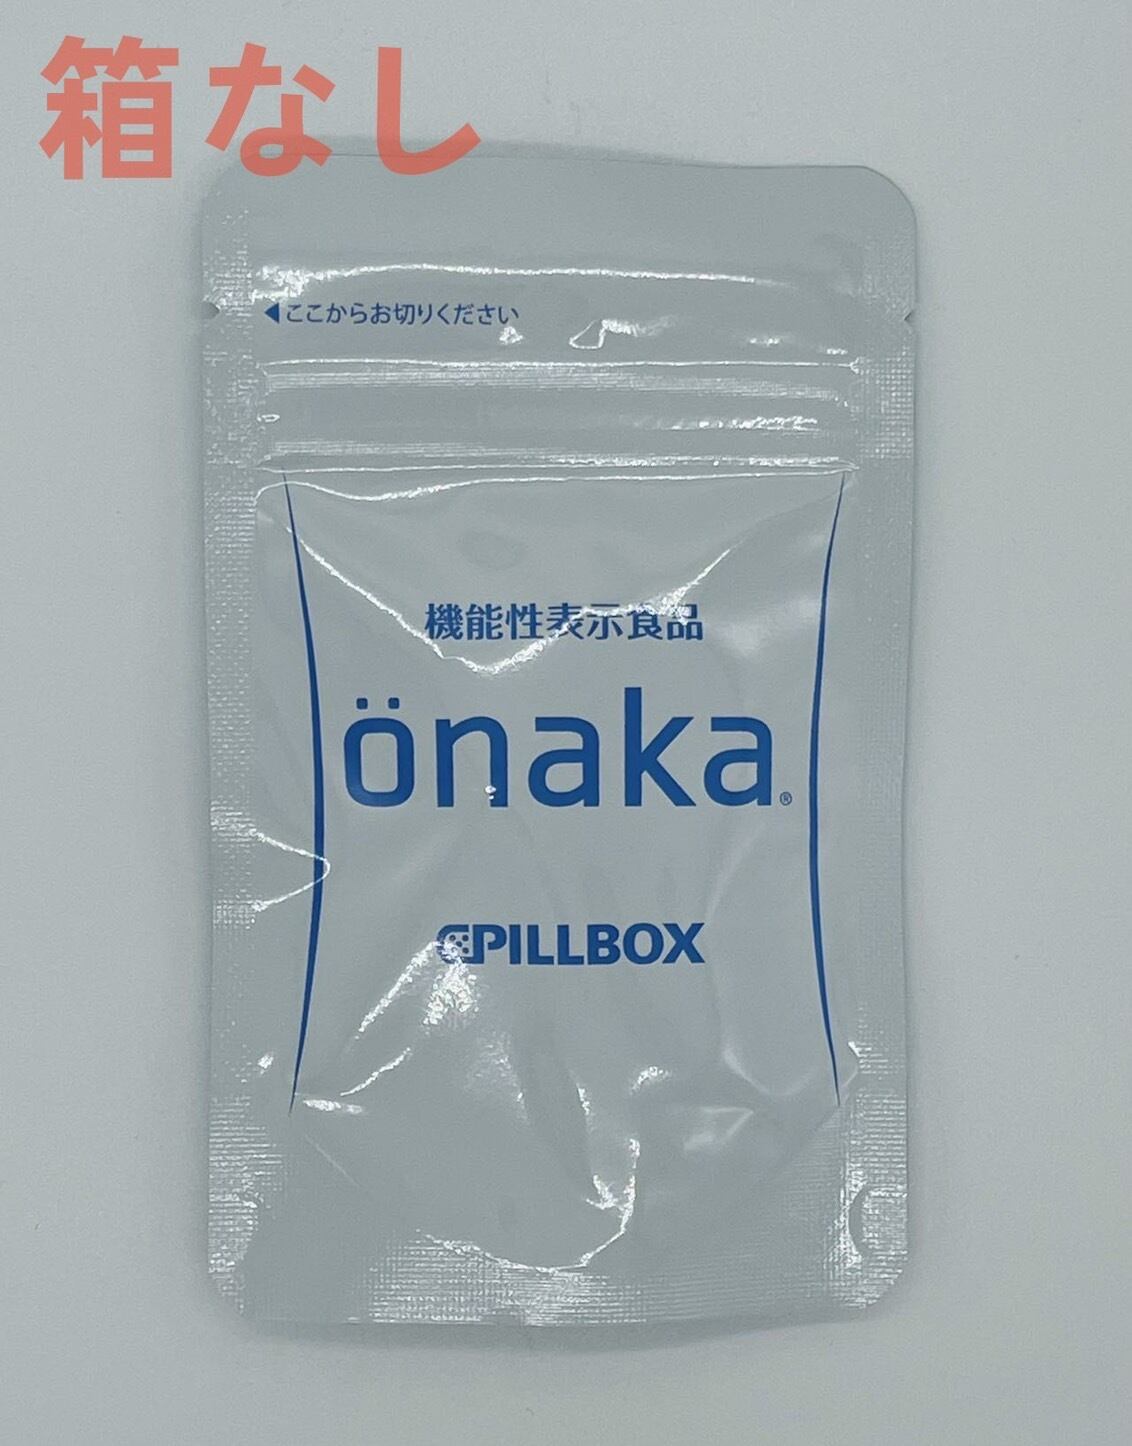 箱なし
◀ここからお切りください
機能性表示食品
önaka®
PILLBOX